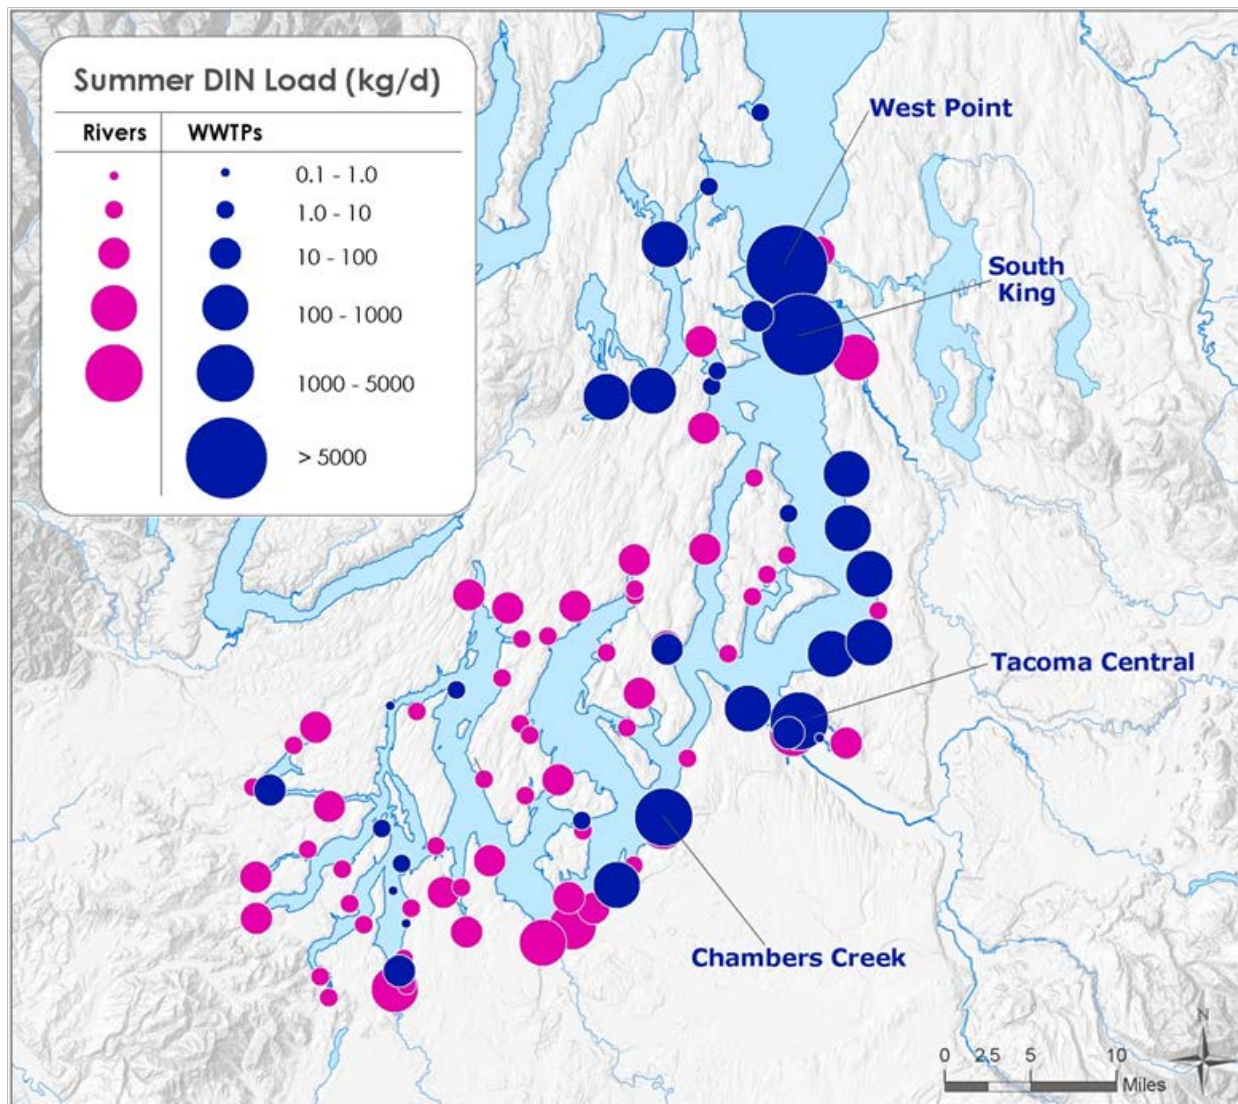 Summer DIN Load (kg/d)
Rivers WWTPs
0.1 - 1.0
1.0 - 10
10 - 100
100 - 1000
1000 - 5000
> 5000
West Point
South
King
Tacoma Central
Chambers Creek
N
0 2.5 5 10
Miles